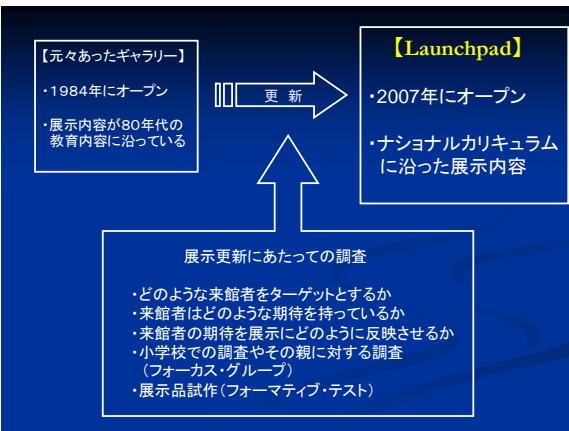 【元々あったギャラリー】
・1984年にオープン
・展示内容が80年代の
教育内容に沿っている
更 新
【Launchpad】
・2007年にオープン
・ナショナルカリキュラム
に沿った展示内容
展示更新にあたっての調査
・どのような来館者をターゲットとするか
・来館者はどのような期待を持っているか
・来館者の期待を展示にどのように反映させるか
・小学校での調査やその親に対する調査
（フォーカス・グループ）
・展示品試作（フォーマティブ・テスト）